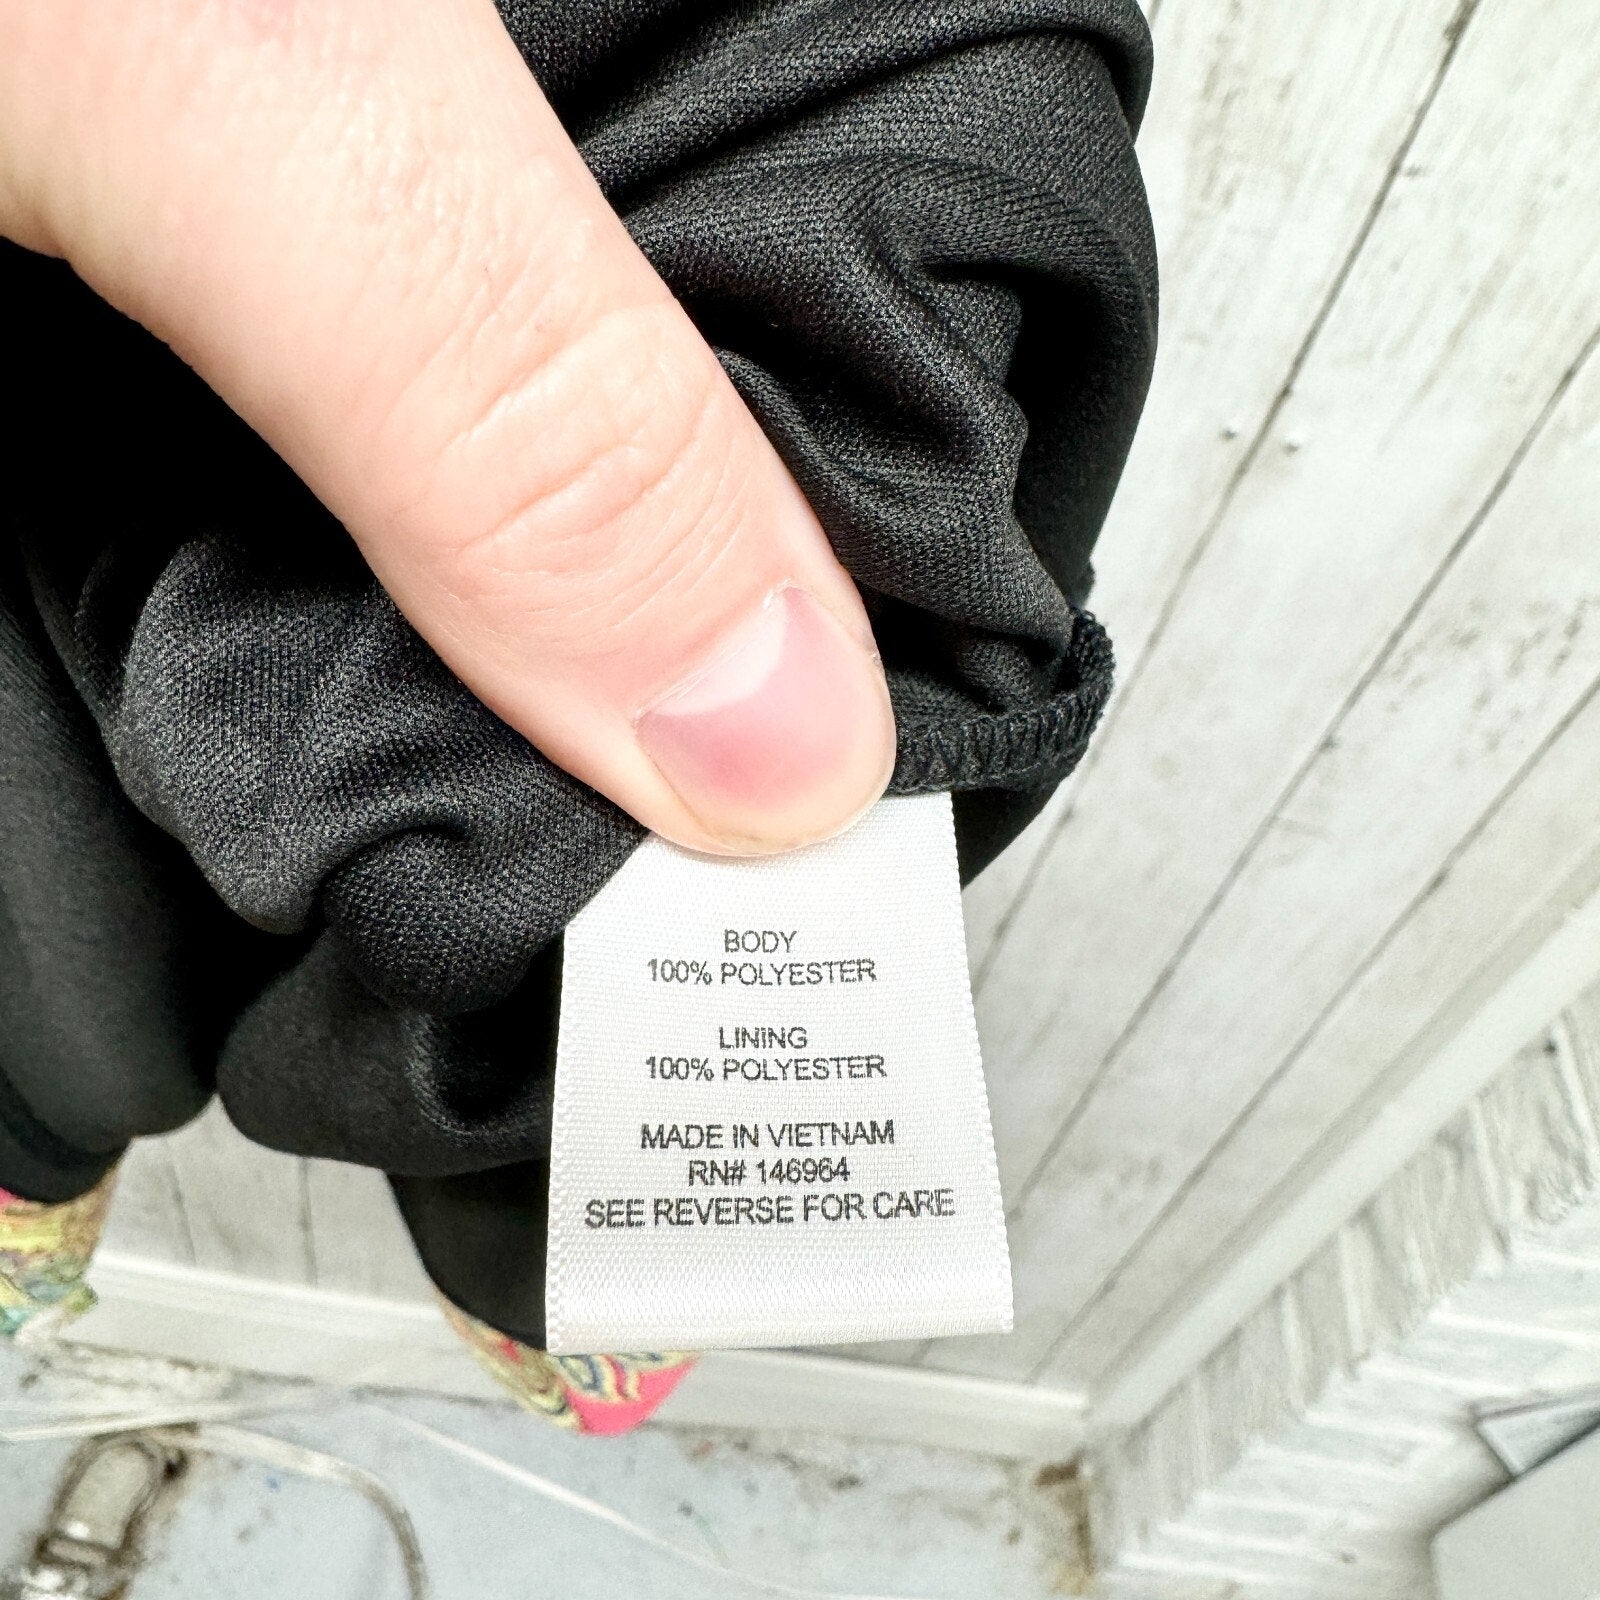 BODY
100% POLYESTER
LINING
100% POLYESTER
MADE IN VIETNAM
RN# 146964
SEE REVERSE FOR CARE